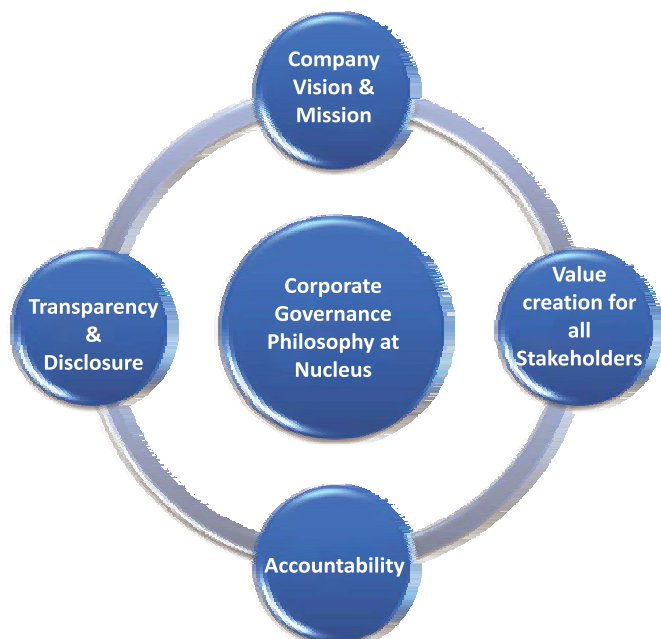 Company
Vision &
Mission
Transparency
&
Disclosure
Corporate
Governance
Philosophy at
Nucleus
Value
creation for
all
Stakeholders
Accountability